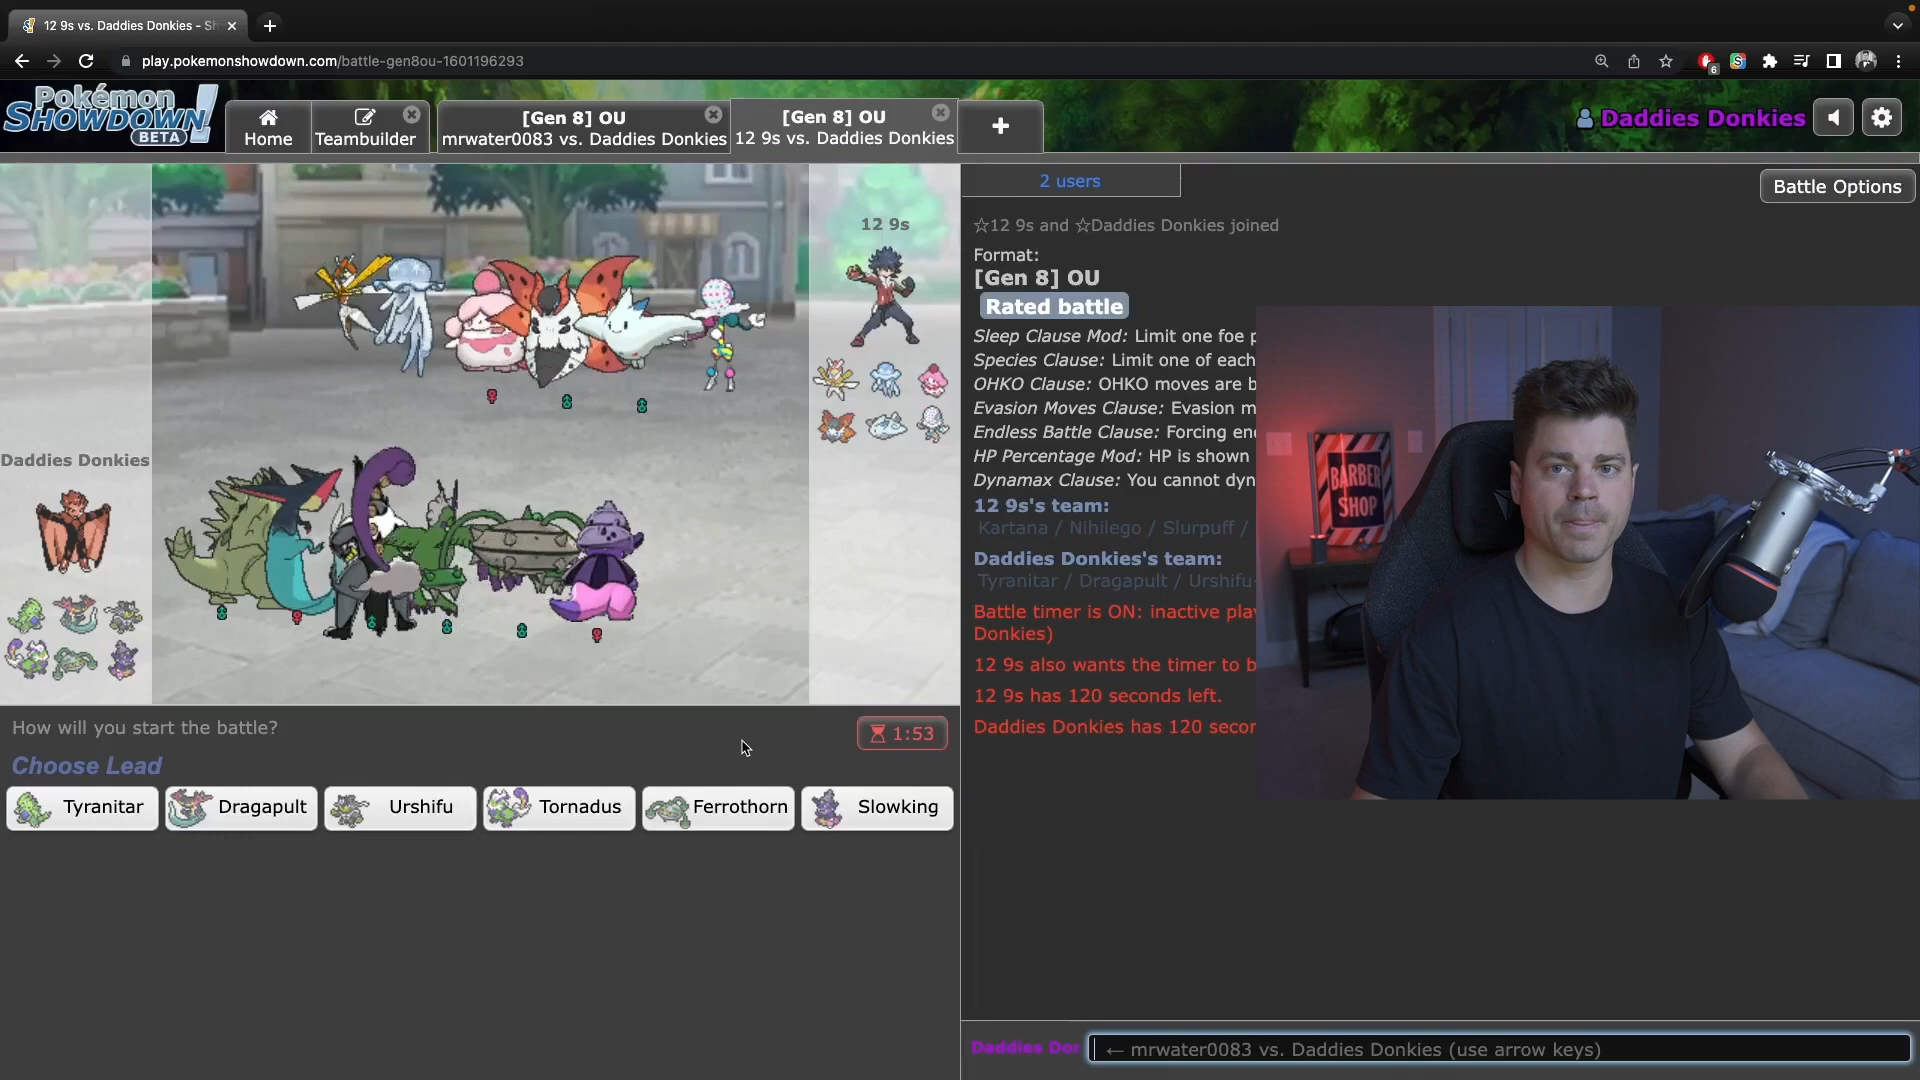 12 9s vs. Daddies Donkies - Sh
play.pokemonshowdown.com/battle-gen8ou-1601196293
6
Pokémon
SHOWDOWN!
BETA
Home
Teambuilder
[Gen 8] OU
mrwater0083 vs. Daddies Donkies
[Gen 8] OU
12 9s vs. Daddies Donkies
Daddies Donkies
2 users
Battle Options
12 9s
Daddies Donkies
☆12 9s and ☆Daddies Donkies joined
Format:
[Gen 8] OU
Rated battle
Sleep Clause Mod: Limit one foe p
Species Clause: Limit one of each
OHKO Clause: OHKO moves are b
Evasion Moves Clause: Evasion m
Endless Battle Clause: Forcing en
HP Percentage Mod: HP is shown
Dynamax Clause: You cannot dyn
12 9s's team:
Kartana / Nihilego / Slurpuff /
Daddies Donkies's team:
Tyranitar / Dragapult / Urshifu-
Battle timer is ON: inactive play
Donkies)
12 9s also wants the timer to b
12 9s has 120 seconds left.
Daddies Donkies has 120 secon
BARBER
SHOP
How will you start the battle?
1:53
Choose Lead
Tyranitar
Dragapult
Urshifu
Tornadus
Ferrothorn
Slowking
Daddies Dor
← mrwater0083 vs. Daddies Donkies (use arrow keys)